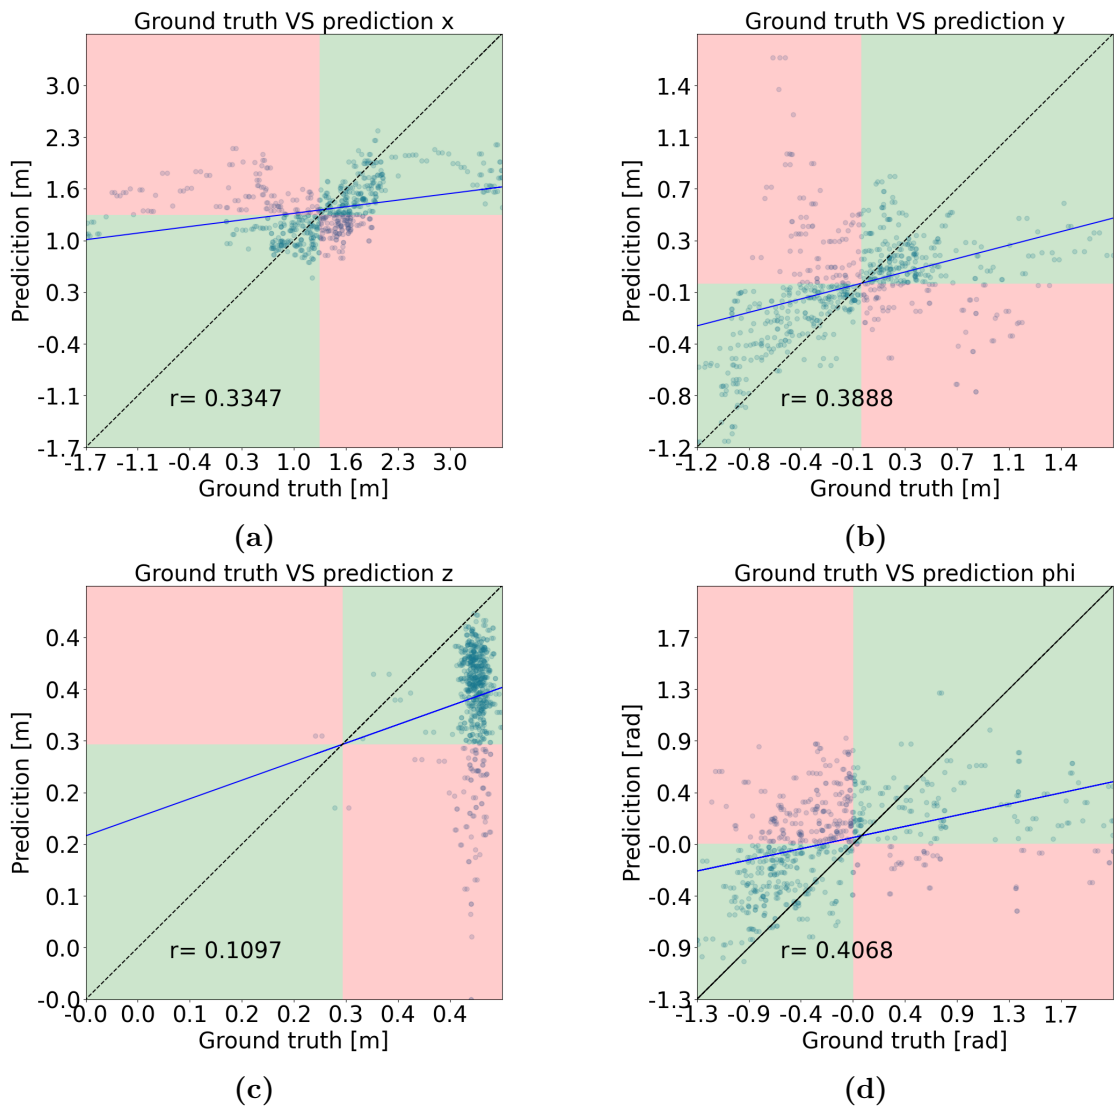 Ground truth VS prediction x
Predicition [m]
3.0
2.3
1.6
1.0
0.3
-0.4
-1.1
-1.7
r= 0.3347
-1.7 -1.1 -0.4 0.3 1.0 1.6 2.3 3.0
Ground truth [m]
(a)
Ground truth VS prediction y
Predicition [m]
1.4
1.1
0.7
0.3
-0.1
-0.4
-0.8
-1.2
r= 0.3888
-1.2 -0.8 -0.4 -0.1 0.3 0.7 1.1 1.4
Ground truth [m]
(b)
Ground truth VS prediction z
Predicition [m]
0.4
0.4
0.3
0.2
0.2
0.1
0.0
-0.0
r= 0.1097
-0.0 0.0 0.1 0.2 0.2 0.3 0.4 0.4
Ground truth [m]
(c)
Ground truth VS prediction phi
Predicition [rad]
1.7
1.3
0.9
0.4
-0.0
-0.4
-0.9
-1.3
r= 0.4068
-1.3 -0.9 -0.4 -0.0 0.4 0.9 1.3 1.7
Ground truth [rad]
(d)